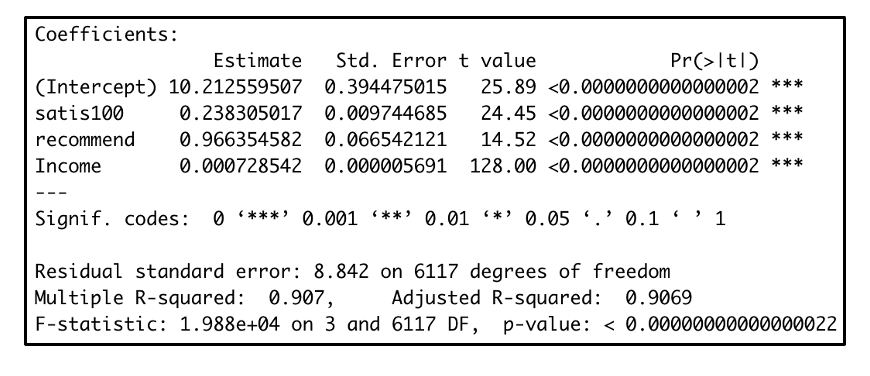 Coefficients:
Estimate Std. Error t value Pr(>|t|)
(Intercept) 10.212559507 0.394475015 25.89 <0.0000000000000002 ***
satis100 0.238305017 0.009744685 24.45 <0.0000000000000002 ***
recommend 0.966354582 0.066542121 14.52 <0.0000000000000002 ***
Income 0.000728542 0.000005691 128.00 <0.0000000000000002 ***
---
Signif. codes: 0 ‘***’ 0.001 ‘**’ 0.01 ‘*’ 0.05 ‘.’ 0.1 ‘ ’ 1
Residual standard error: 8.842 on 6117 degrees of freedom
Multiple R-squared: 0.907, Adjusted R-squared: 0.9069
F-statistic: 1.988e+04 on 3 and 6117 DF, p-value: < 0.00000000000000022